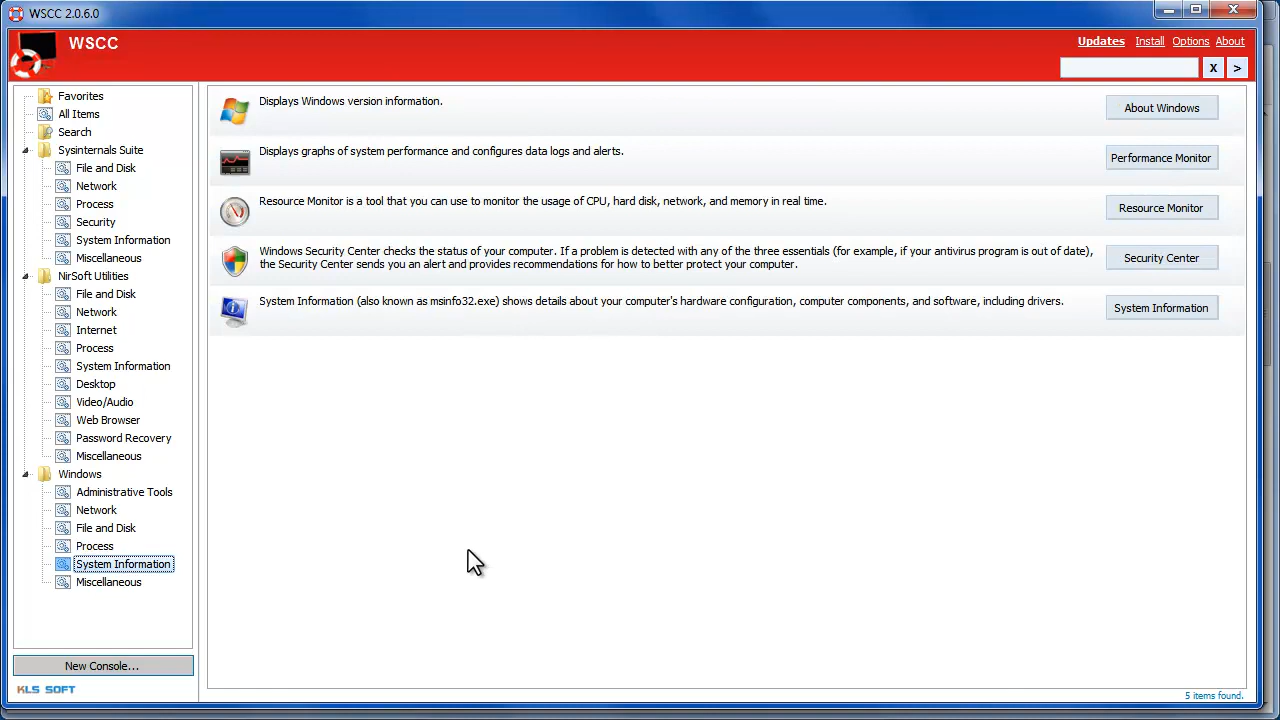 WSCC 2.0.6.0
WSCC
Updates Install Options About
X >
Favorites
All Items
Search
Sysinternals Suite
File and Disk
Network
Process
Security
System Information
Miscellaneous
NirSoft Utilities
File and Disk
Network
Internet
Process
System Information
Desktop
Video/Audio
Web Browser
Password Recovery
Miscellaneous
Windows
Administrative Tools
Network
File and Disk
Process
System Information
Miscellaneous
New Console...
KLS SOFT
Displays Windows version information.
About Windows
Displays graphs of system performance and configures data logs and alerts.
Performance Monitor
Resource Monitor is a tool that you can use to monitor the usage of CPU, hard disk, network, and memory in real time.
Resource Monitor
Windows Security Center checks the status of your computer. If a problem is detected with any of the three essentials (for example, if your antivirus program is out of date),
the Security Center sends you an alert and provides recommendations for how to better protect your computer.
Security Center
System Information (also known as msinfo32.exe) shows details about your computer's hardware configuration, computer components, and software, including drivers.
System Information
5 items found.